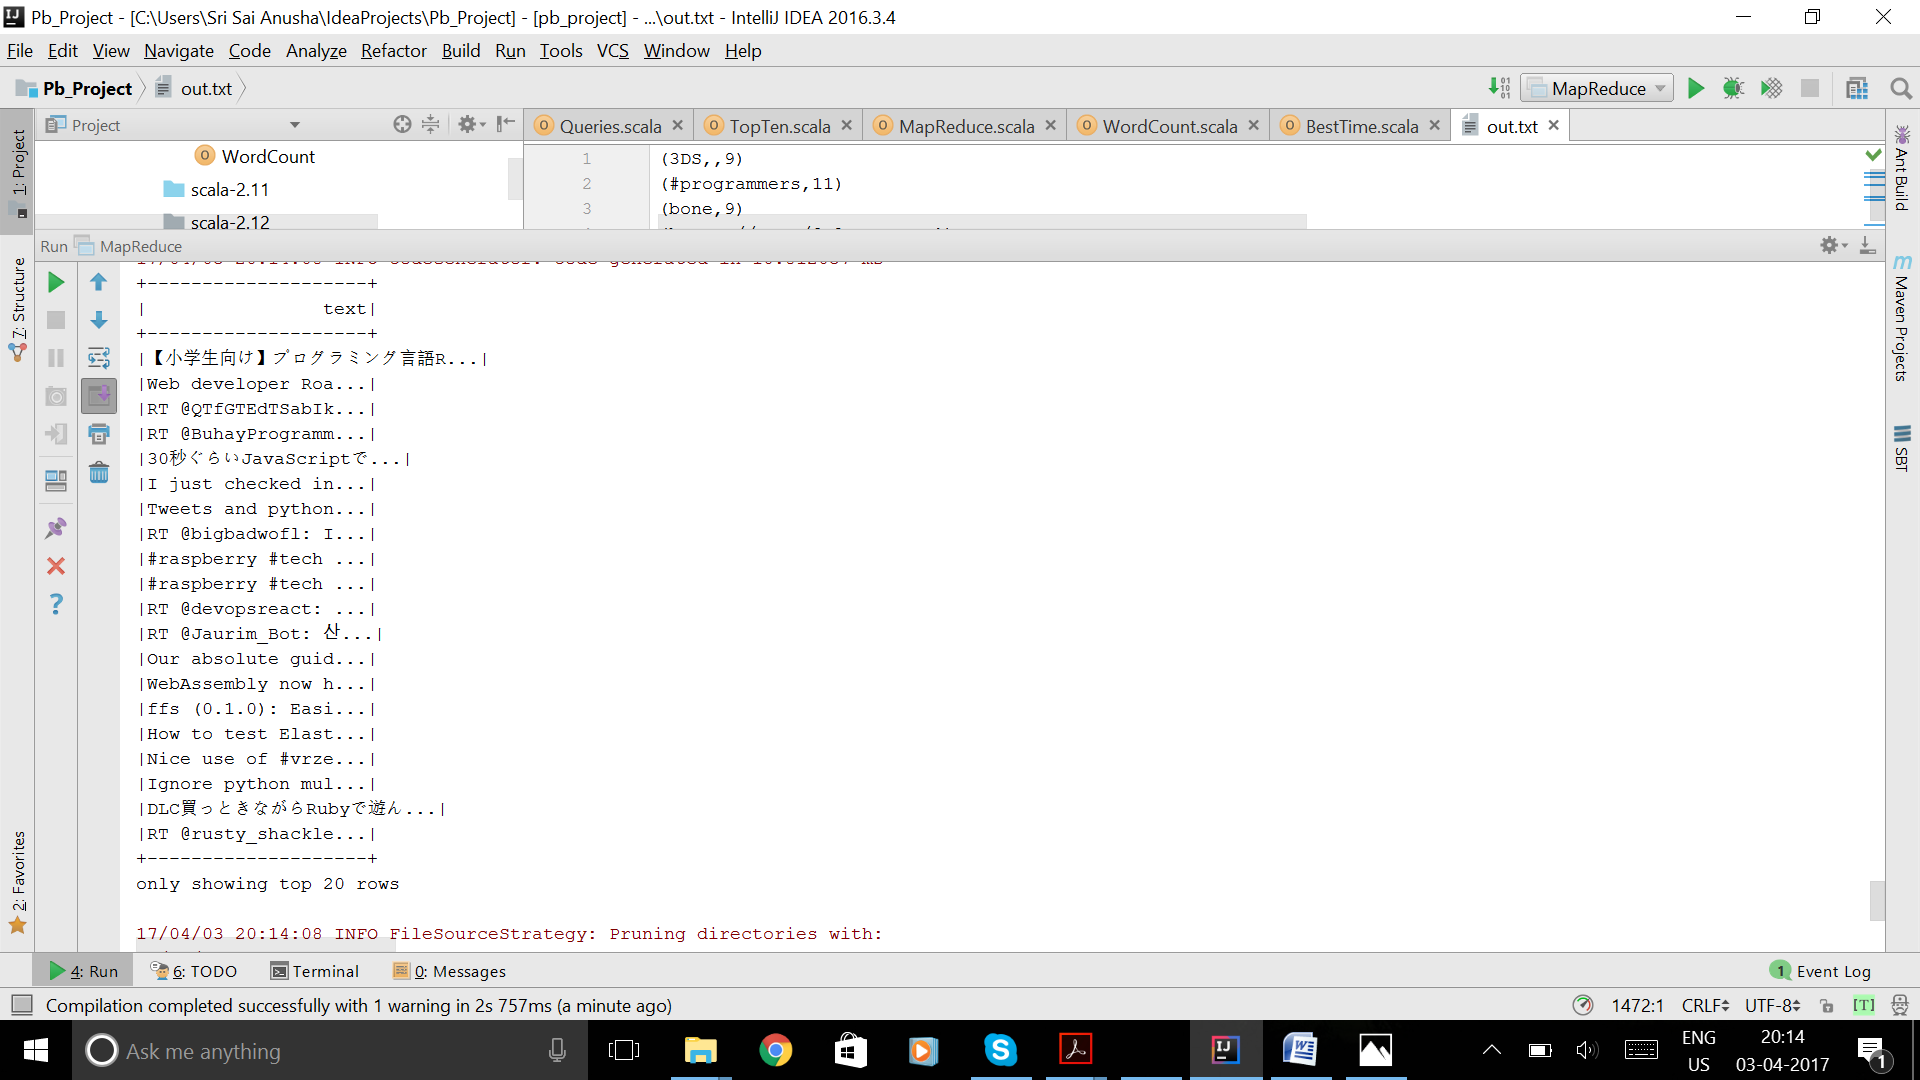 Pb_Project - [C:\Users\Sri Sai Anusha\IdeaProjects\Pb_Project] - [pb_project] - ...\out.txt - IntelliJ IDEA 2016.3.4
File Edit View Navigate Code Analyze Refactor Build Run Tools VCS Window Help
Pb_Project out.txt MapReduce
Project Queries.scala TopTen.scala MapReduce.scala WordCount.scala BestTime.scala out.txt
WordCount
scala-2.11
scala-2.12
1 (3DS,,9)
2 (#programmers,11)
3 (bone,9)
Run MapReduce
+--------------------+
| text|
+--------------------+
|【小学生向け】プログラミング言語R...|
|Web developer Roa...|
|RT @QTfGTEdTSabIk...|
|RT @BuhayProgramm...|
|30秒ぐらいJavaScriptで...|
|I just checked in...|
|Tweets and python...|
|RT @bigbadwofl: I...|
|#raspberry #tech ...|
|#raspberry #tech ...|
|RT @devopsreact: ...|
|RT @Jaurim_Bot: 산...|
|Our absolute guid...|
|WebAssembly now h...|
|ffs (0.1.0): Easi...|
|How to test Elast...|
|Nice use of #vrze...|
|Ignore python mul...|
|DLC買っときながらRubyで遊ん...|
|RT @rusty_shackle...|
+--------------------+
only showing top 20 rows
17/04/03 20:14:08 INFO FileSourceStrategy: Pruning directories with:
1: Project
7: Structure
2: Favorites
Ant Build
Maven Projects
SBT
4: Run 6: TODO Terminal 0: Messages 1 Event Log
Compilation completed successfully with 1 warning in 2s 757ms (a minute ago) 1472:1 CRLF UTF-8 [T]
Ask me anything
ENG
US
20:14
03-04-2017
1